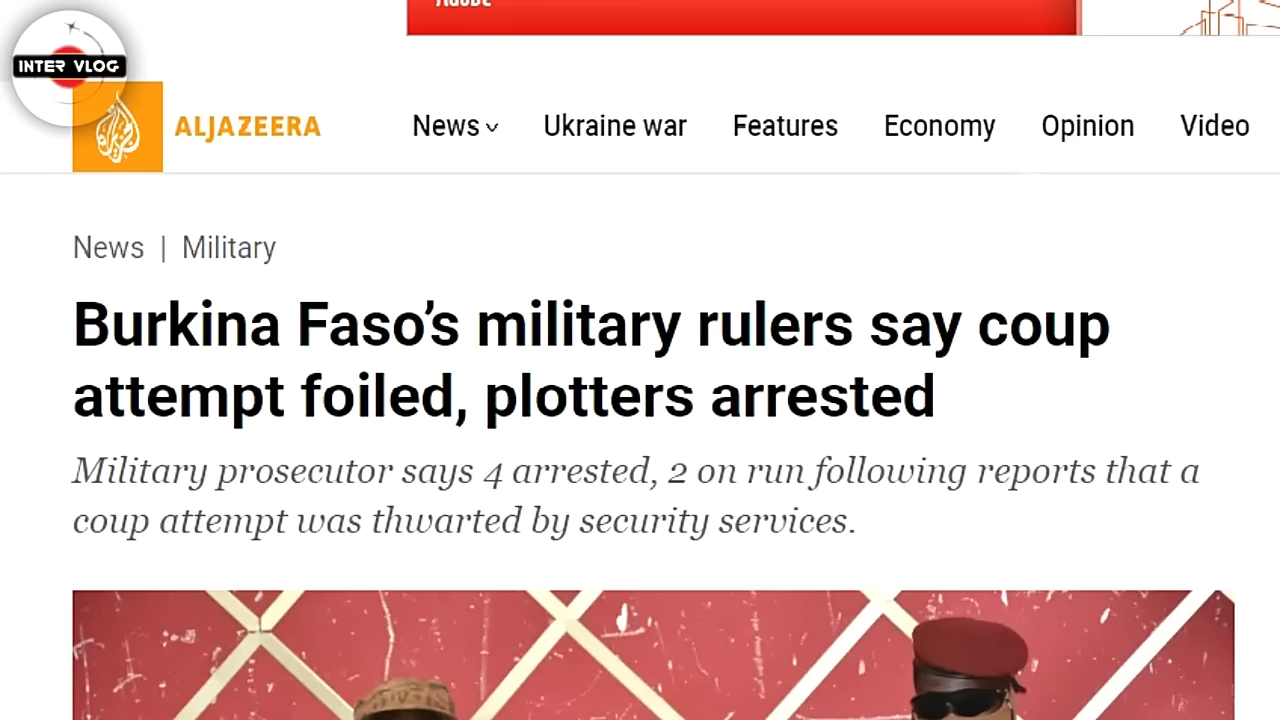 Adobe
INTER VLOG
ALJAZEERA
News
Ukraine war
Features
Economy
Opinion
Video
News | Military
Burkina Faso’s military rulers say coup
attempt foiled, plotters arrested
Military prosecutor says 4 arrested, 2 on run following reports that a
coup attempt was thwarted by security services.